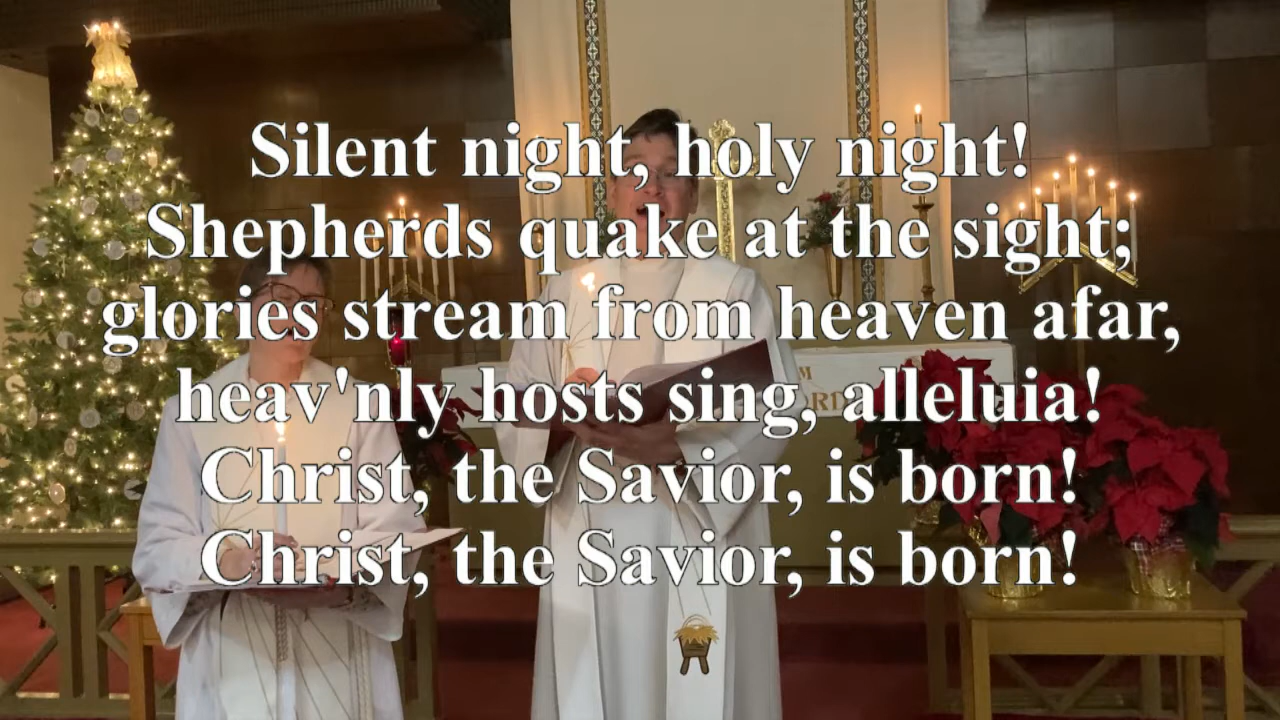 Silent night, holy night!
Shepherds quake at the sight;
glories stream from heaven afar,
heav'nly hosts sing, alleluia!
Christ, the Savior, is born!
Christ, the Savior, is born!